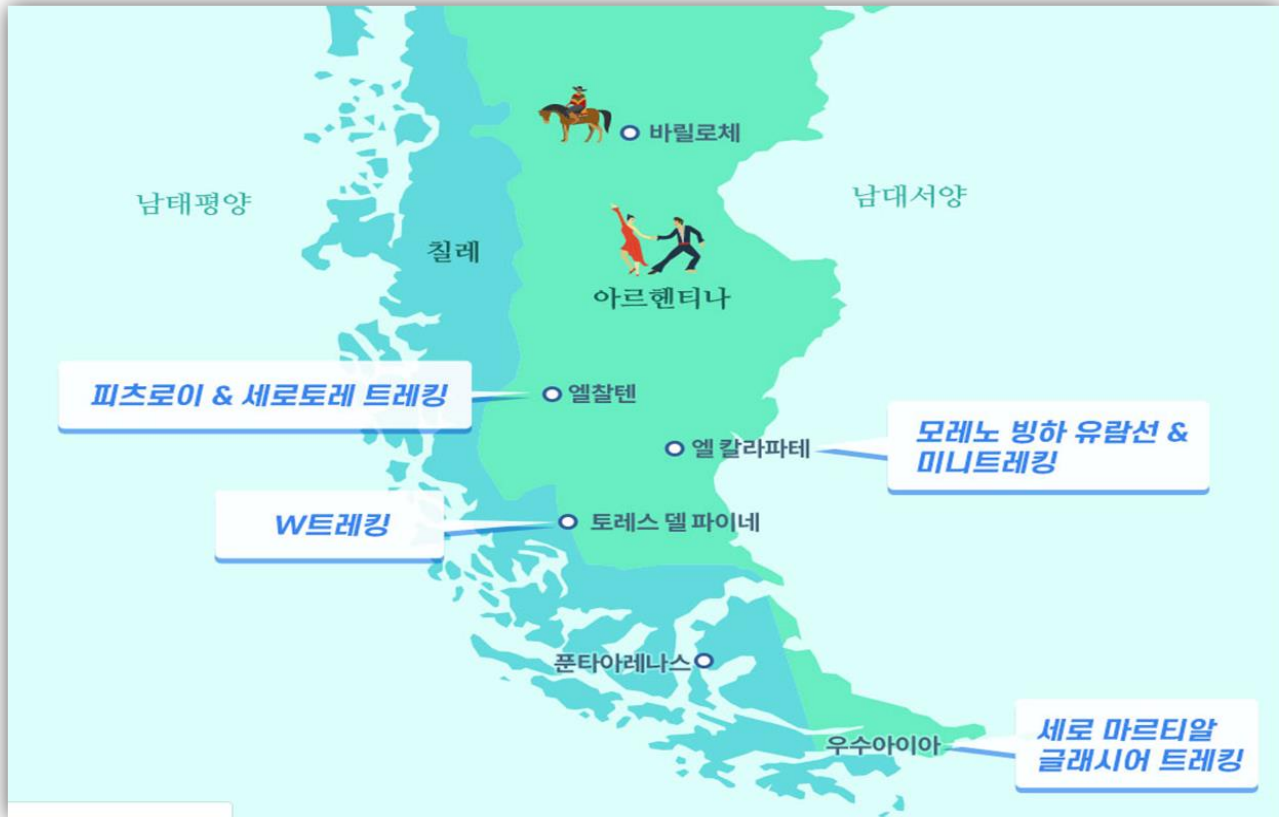 바릴로체
남태평양
남대서양
칠레
아르헨티나
피츠로이 & 세로토레 트레킹
엘찰텐
엘 칼라파테
모레노 빙하 유람선 &
미니트레킹
W트레킹
토레스 델 파이네
푼타아레나스
우수아이아
세로 마르티알
글래시어 트레킹